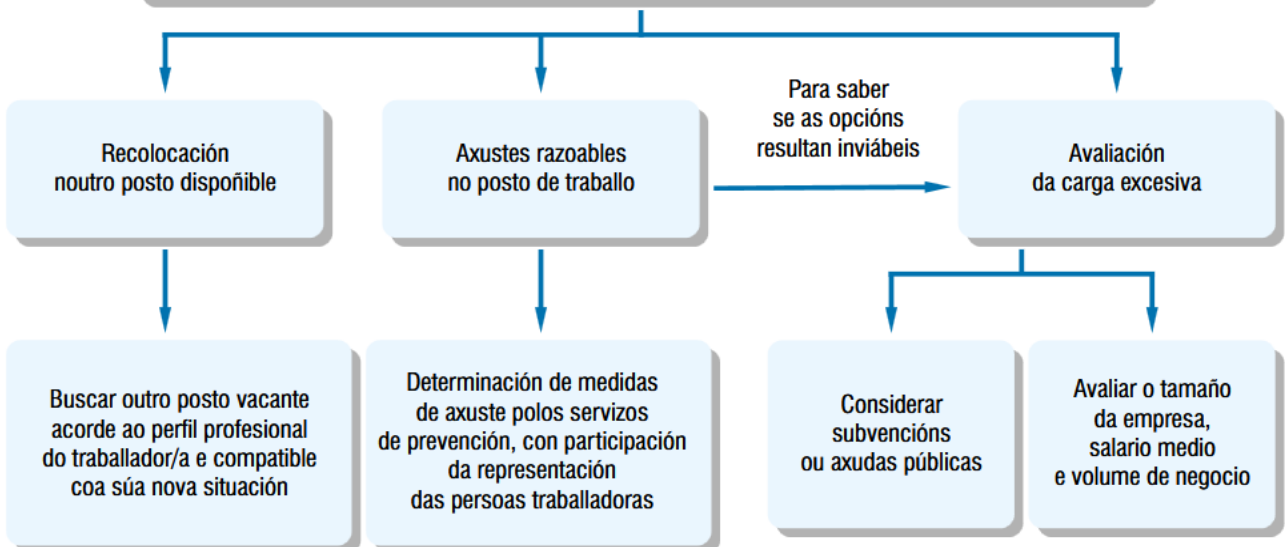 Recolocación
noutro posto dispoñible
Axustes razoables
no posto de traballo
Para saber
se as opcións
resultan inviábeis
Avaliación
da carga excesiva
Buscar outro posto vacante
acorde ao perfil profesional
do traballador/a e compatible
coa súa nova situación
Determinación de medidas
de axuste polos servizos
de prevención, con participación
da representación
das persoas traballadoras
Considerar
subvencións
ou axudas públicas
Avaliar o tamaño
da empresa,
salario medio
e volume de negocio